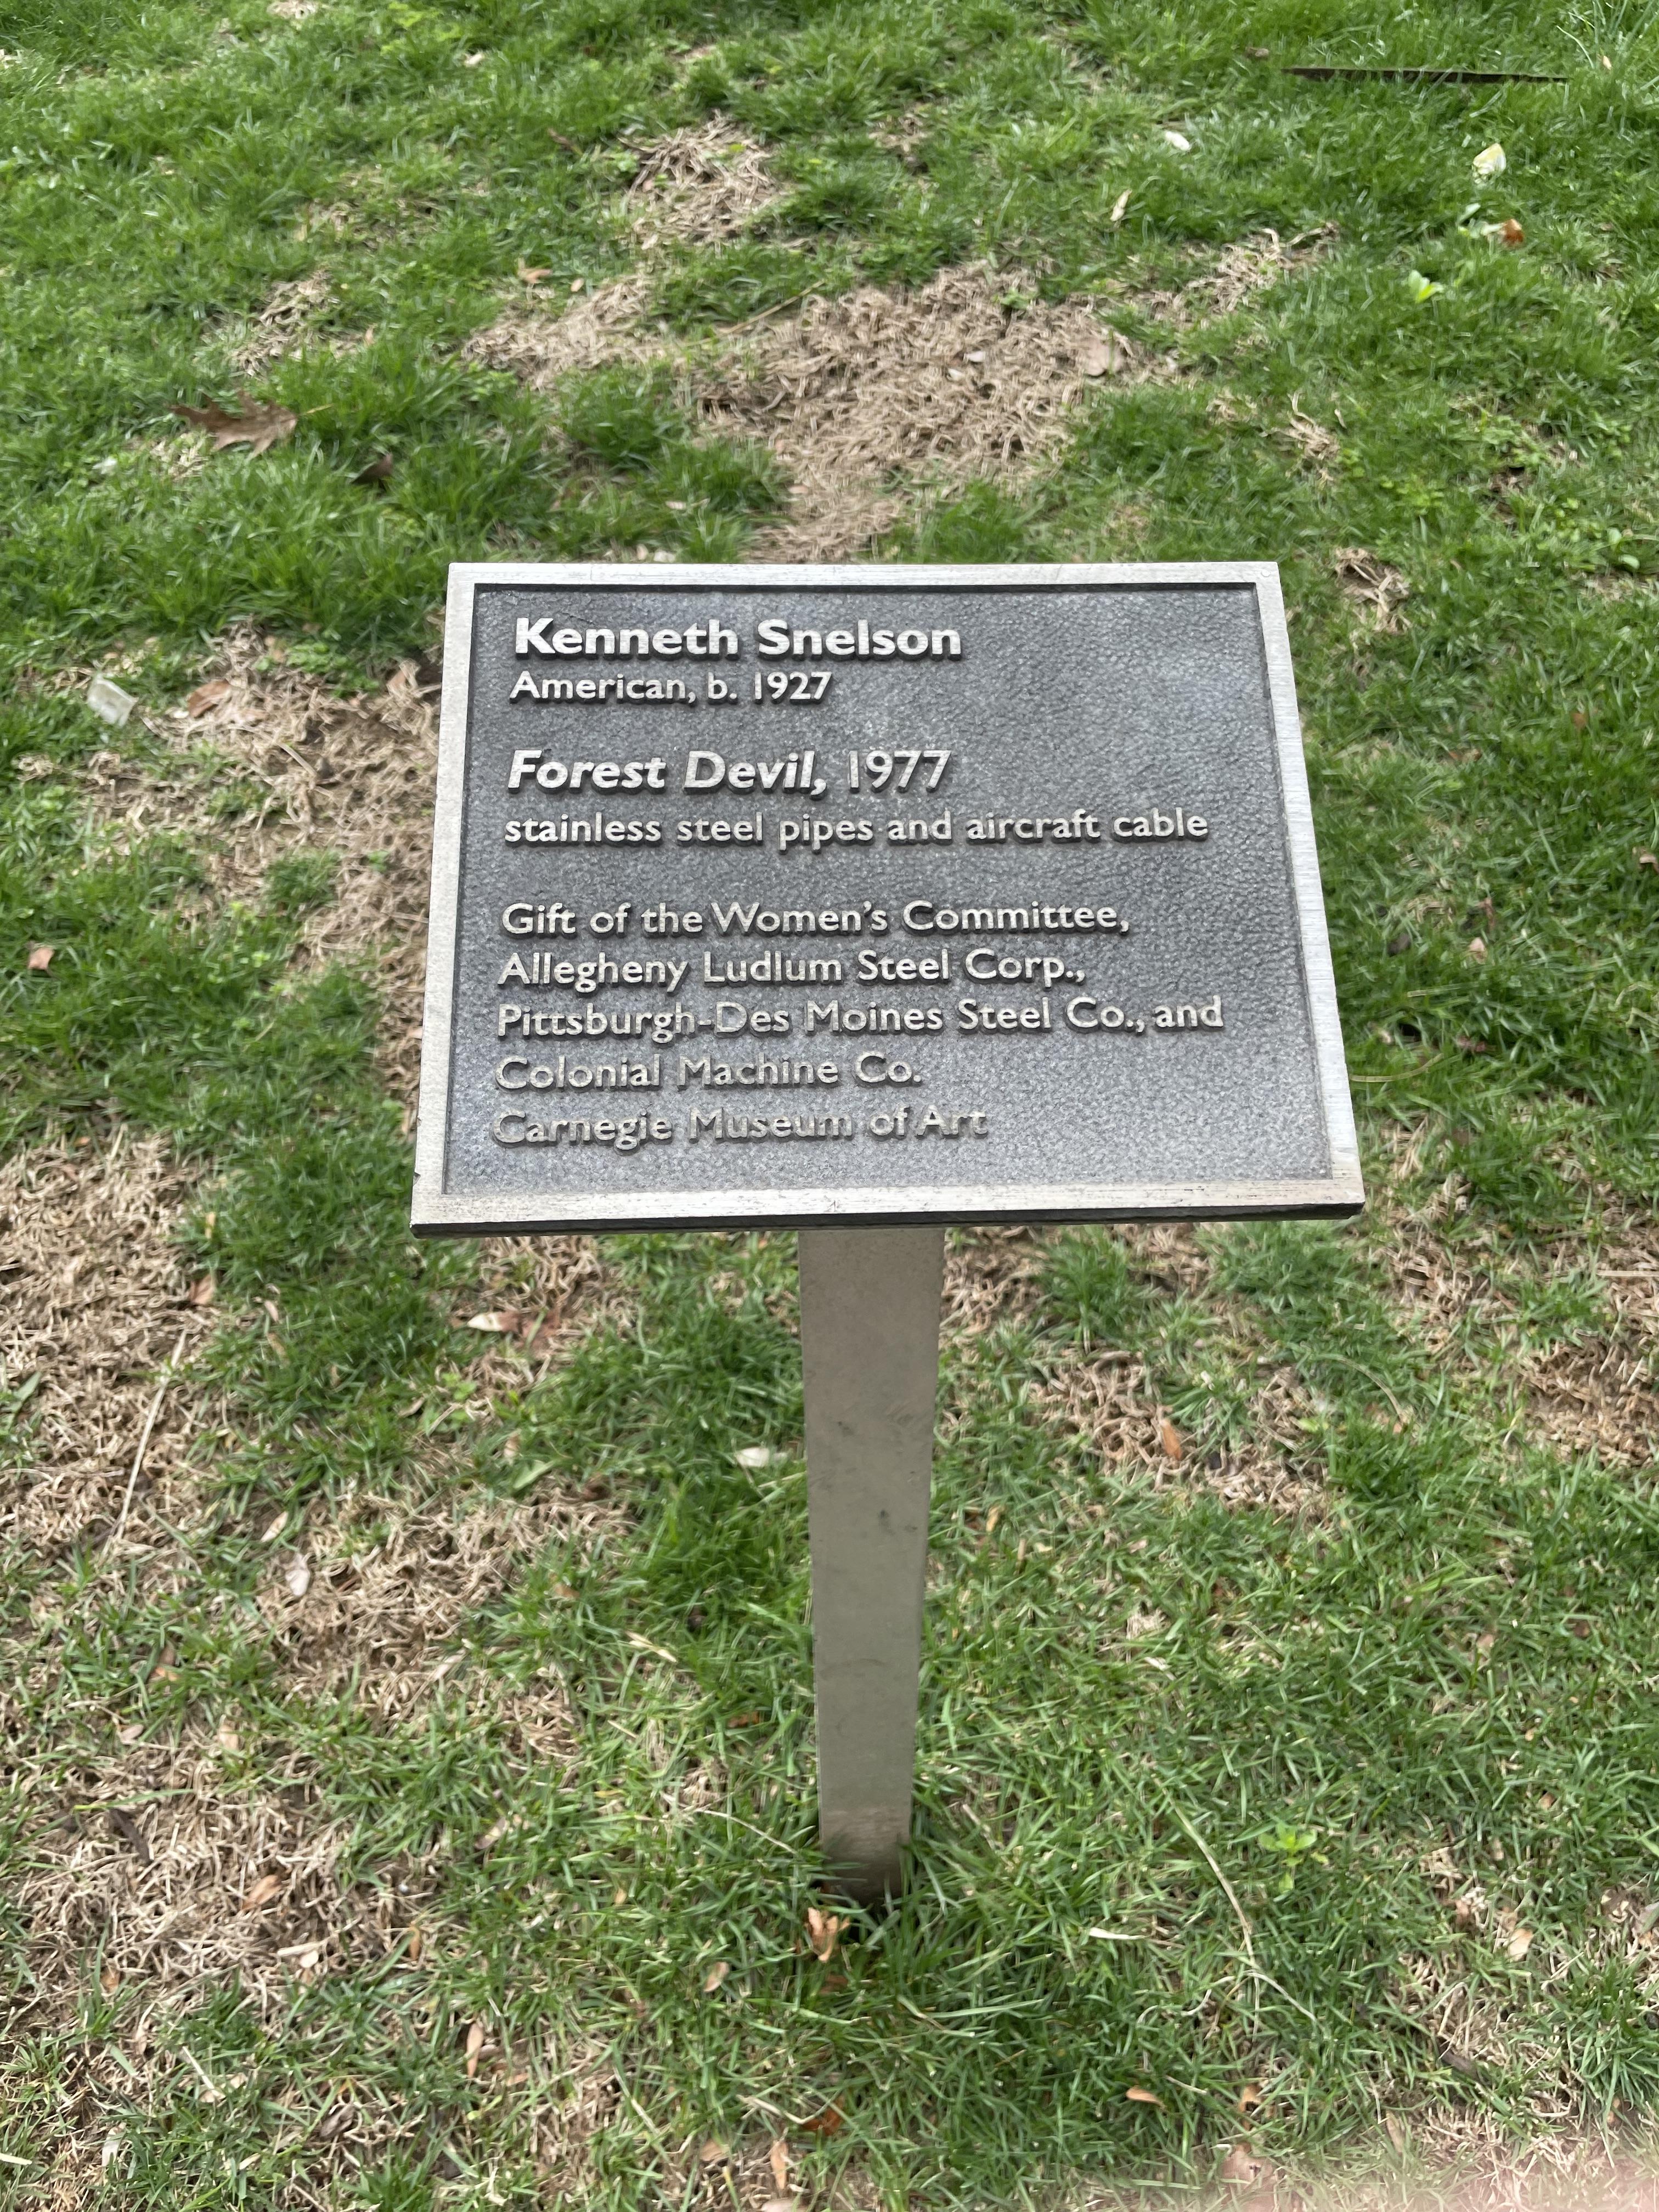 Kenneth Snelson
American, b. 1927
Forest Devil, 1977
stainless steel pipes and aircraft cable
Gift of the Women's Committee,
Allegheny Ludlum Steel Corp.,
Pittsburgh-Des Moines Steel Co., and
Colonial Machine Co.
Carnegie Museum of Art